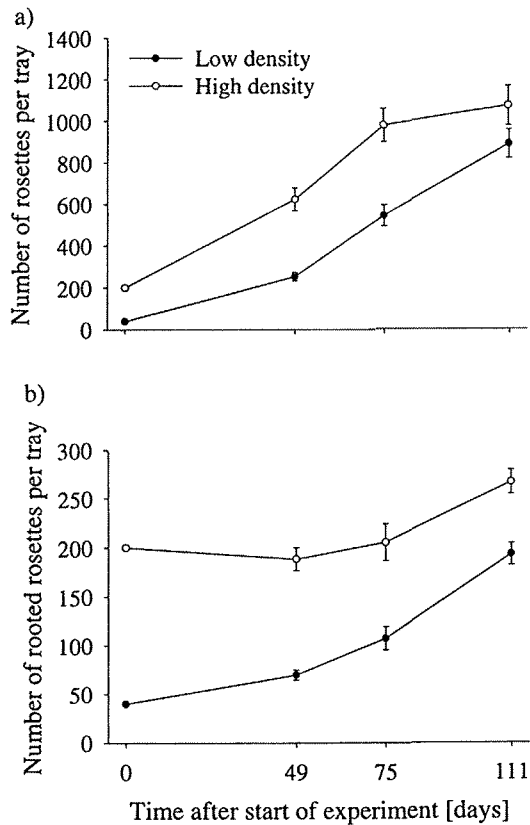 a)
Number of rosettes per tray
1400
1200
1000
800
600
400
200
0
Low density
High density
b)
Number of rooted rosettes per tray
300
250
200
150
100
50
0
0 49 75 111
Time after start of experiment [days]